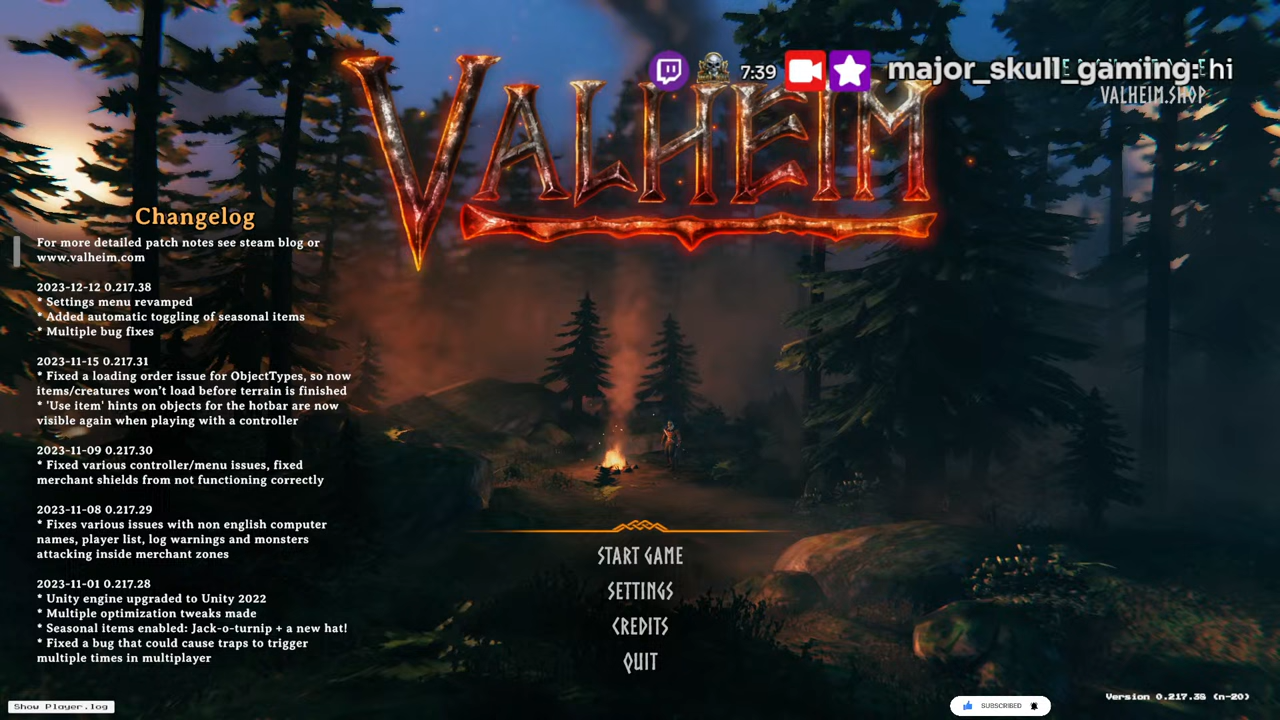 VALHEIM
7:39 major_skull_gaming: hi
VALHEIM.SHOP
Changelog
For more detailed patch notes see steam blog or
www.valheim.com
2023-12-12 0.217.38
* Settings menu revamped
* Added automatic toggling of seasonal items
* Multiple bug fixes
2023-11-15 0.217.31
* Fixed a loading order issue for ObjectTypes, so now
items/creatures won't load before terrain is finished
* 'Use item' hints on objects for the hotbar are now
visible again when playing with a controller
2023-11-09 0.217.30
* Fixed various controller/menu issues, fixed
merchant shields from not functioning correctly
2023-11-08 0.217.29
* Fixes various issues with non english computer
names, player list, log warnings and monsters
attacking inside merchant zones
2023-11-01 0.217.28
* Unity engine upgraded to Unity 2022
* Multiple optimization tweaks made
* Seasonal items enabled: Jack-o-turnip + a new hat!
* Fixed a bug that could cause traps to trigger
multiple times in multiplayer
START GAME
SETTINGS
CREDITS
QUIT
Show Player.log
SUBSCRIBED
Version 0.217.38 (n-20)